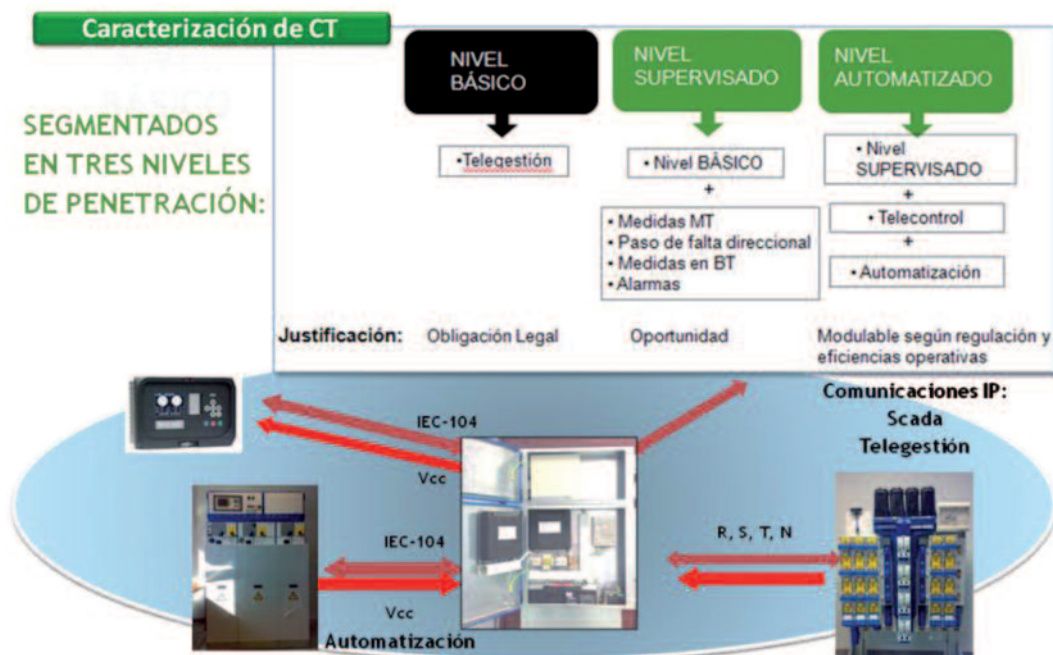 Caracterización de CT
SEGMENTADOS
EN TRES NIVELES
DE PENETRACIÓN:
NIVEL
BÁSICO
•Telegestión
NIVEL
SUPERVISADO
• Nivel BÁSICO
+
• Medidas MT
• Paso de falta direccional
• Medidas en BT
• Alarmas
NIVEL
AUTOMATIZADO
• Nivel
SUPERVISADO
+
• Telecontrol
+
• Automatización
Justificación:
Obligación Legal
Oportunidad
Modulable según regulación y
eficiencias operativas
Comunicaciones IP:
Scada
Telegestión
IEC-104
Vcc
IEC-104
Vcc
R, S, T, N
Automatización